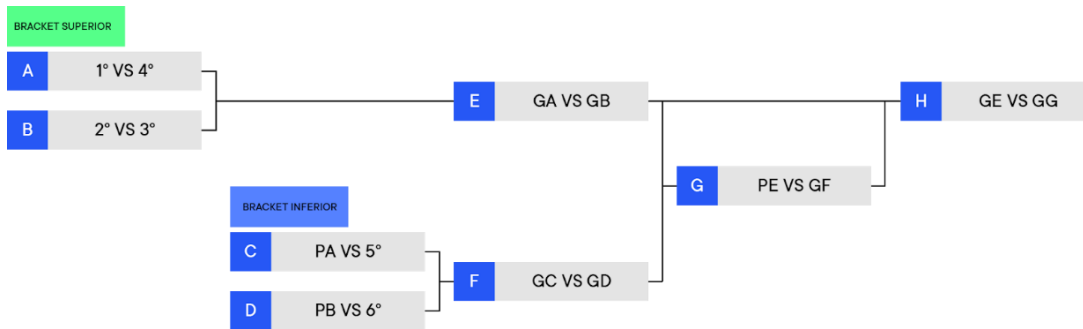 BRACKET SUPERIOR
A 1° VS 4°
B 2° VS 3°
E GA VS GB
H GE VS GG
G PE VS GF
BRACKET INFERIOR
C PA VS 5°
D PB VS 6°
F GC VS GD